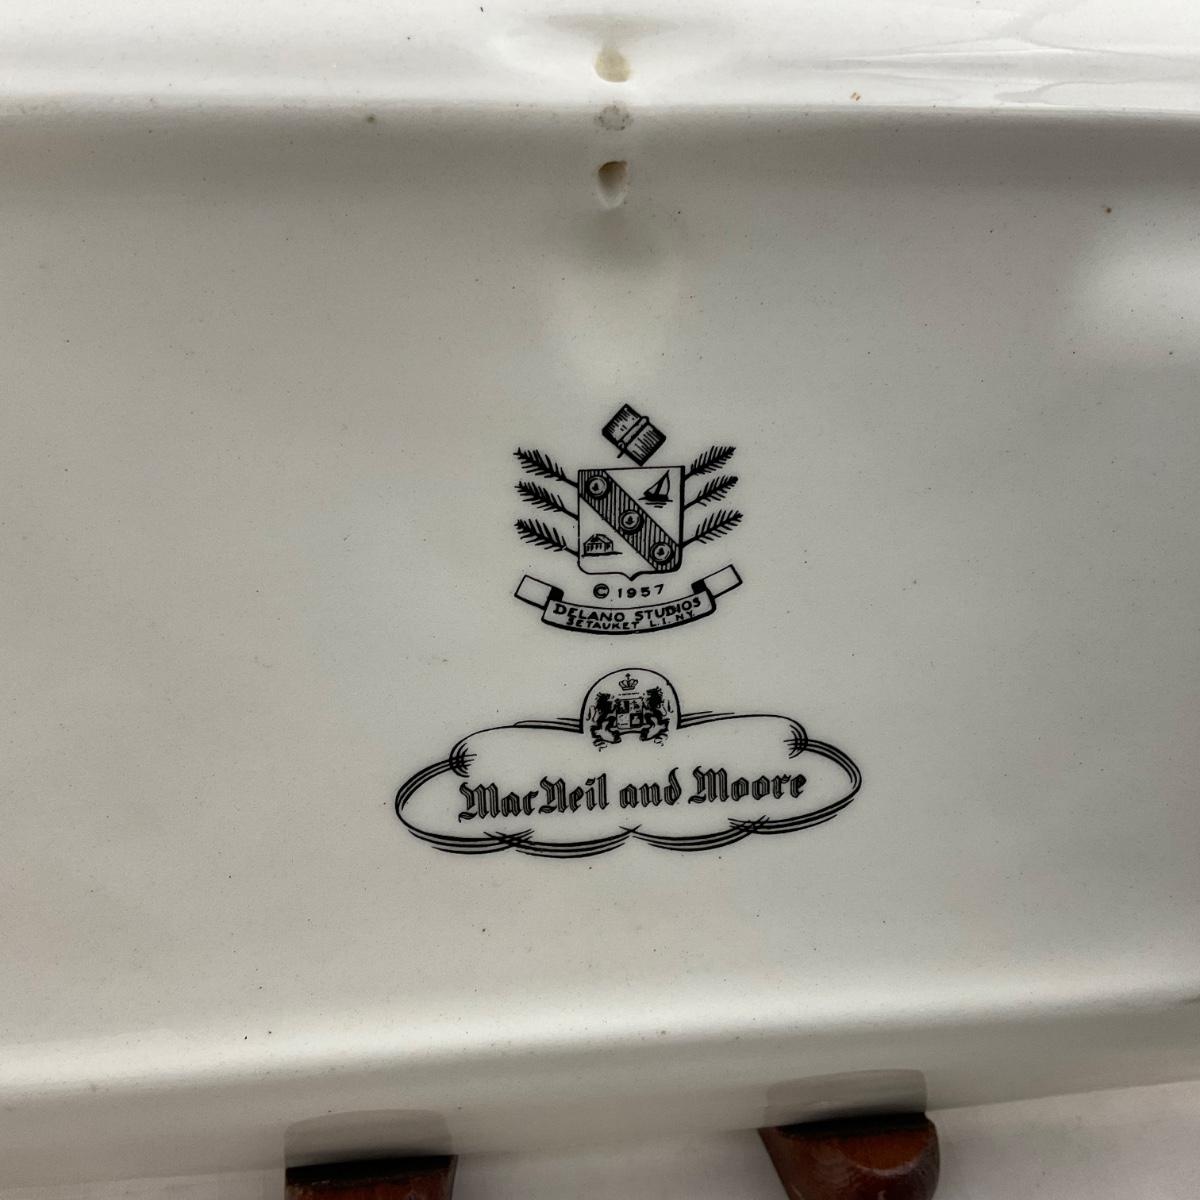 © 1957
DELANO STUDIOS
SETAUKET L.I. N.Y.
MacNeil and Moore